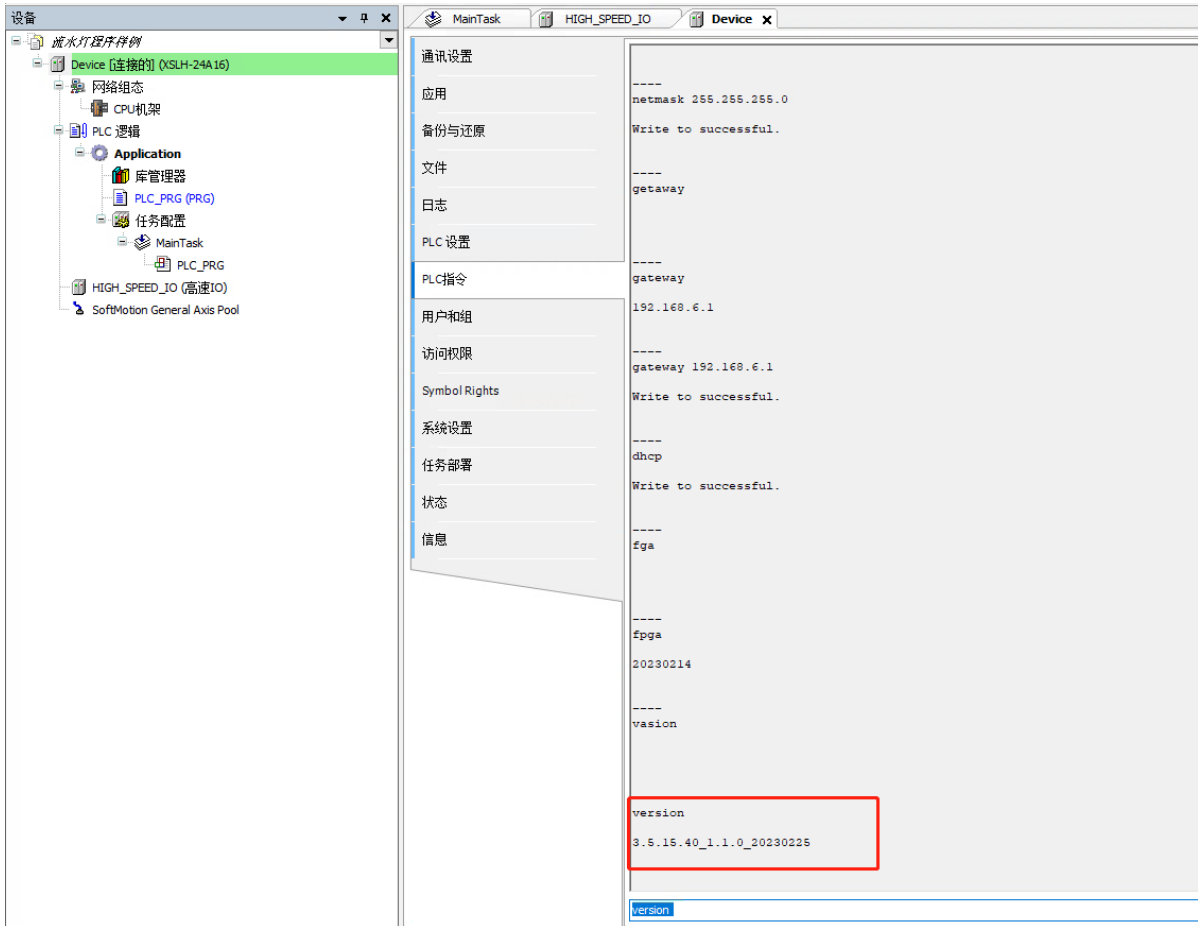 设备
流水灯程序样例
Device [连接的] (XSLH-24A16)
网络组态
CPU机架
PLC 逻辑
Application
库管理器
PLC_PRG (PRG)
任务配置
MainTask
PLC_PRG
HIGH_SPEED_IO (高速IO)
SoftMotion General Axis Pool
MainTask
HIGH_SPEED_IO
Device
通讯设置
应用
备份与还原
文件
日志
PLC 设置
PLC指令
用户和组
访问权限
Symbol Rights
系统设置
任务部署
状态
信息
----
netmask 255.255.255.0
Write to successful.
----
getaway
----
gateway
192.168.6.1
----
gateway 192.168.6.1
Write to successful.
----
dhcp
Write to successful.
----
fga
----
fpga
20230214
----
vasion
version
3.5.15.40_1.1.0_20230225
version